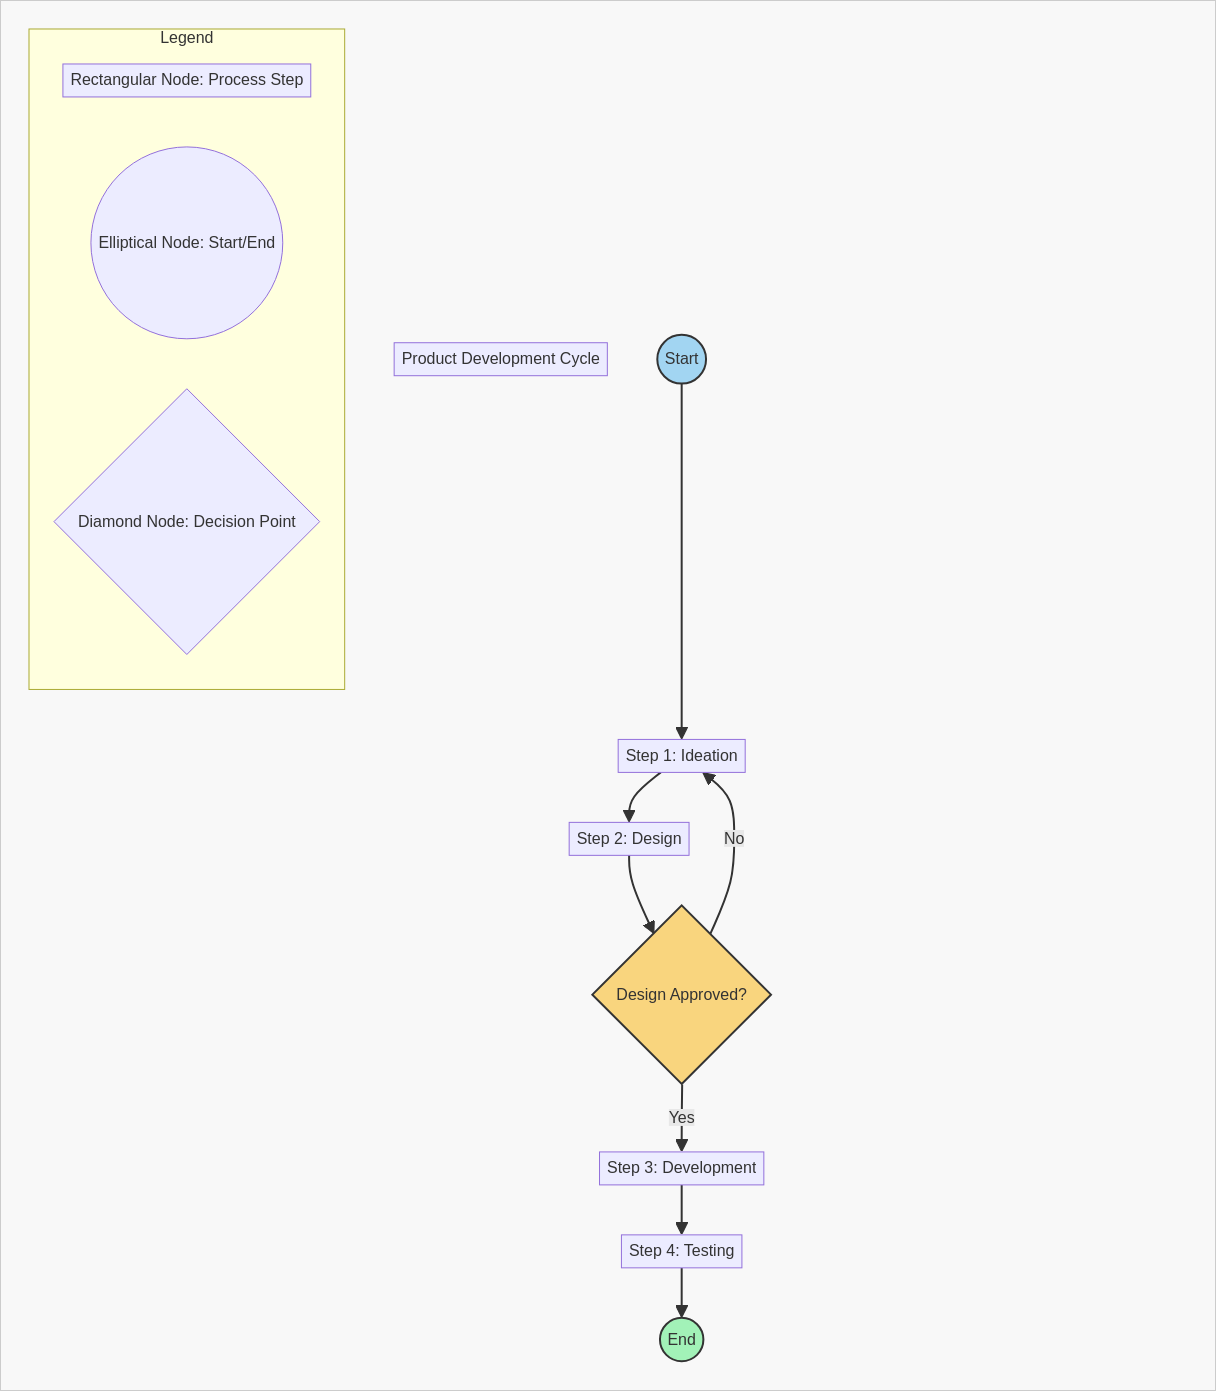 Legend
Rectangular Node: Process Step
Elliptical Node: Start/End
Diamond Node: Decision Point
Product Development Cycle
Start
Step 1: Ideation
Step 2: Design
No
Design Approved?
Yes
Step 3: Development
Step 4: Testing
End